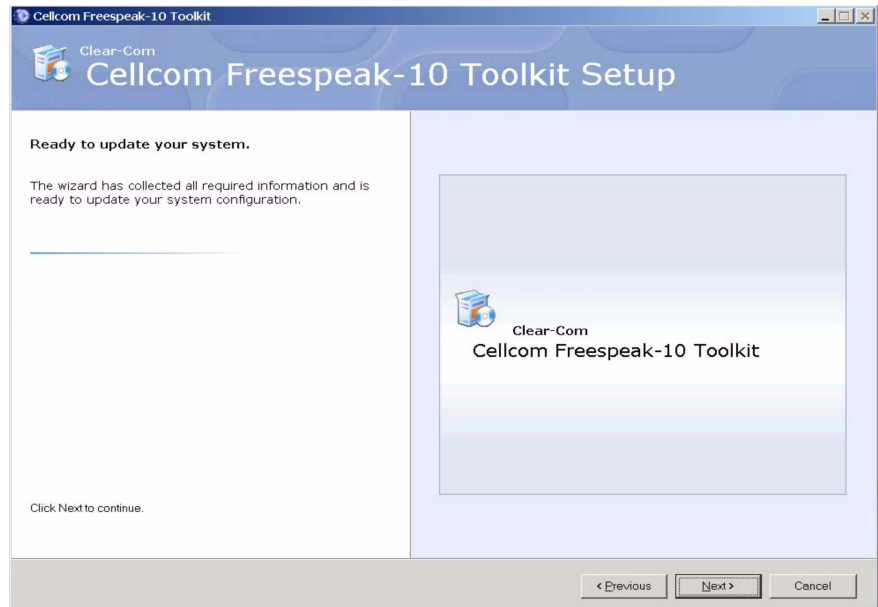 Cellcom Freespeak-10 Toolkit
Clear-Com
Cellcom Freespeak-10 Toolkit Setup
Ready to update your system.
The wizard has collected all required information and is
ready to update your system configuration.
Clear-Com
Cellcom Freespeak-10 Toolkit
Click Next to continue.
< Previous
Next >
Cancel